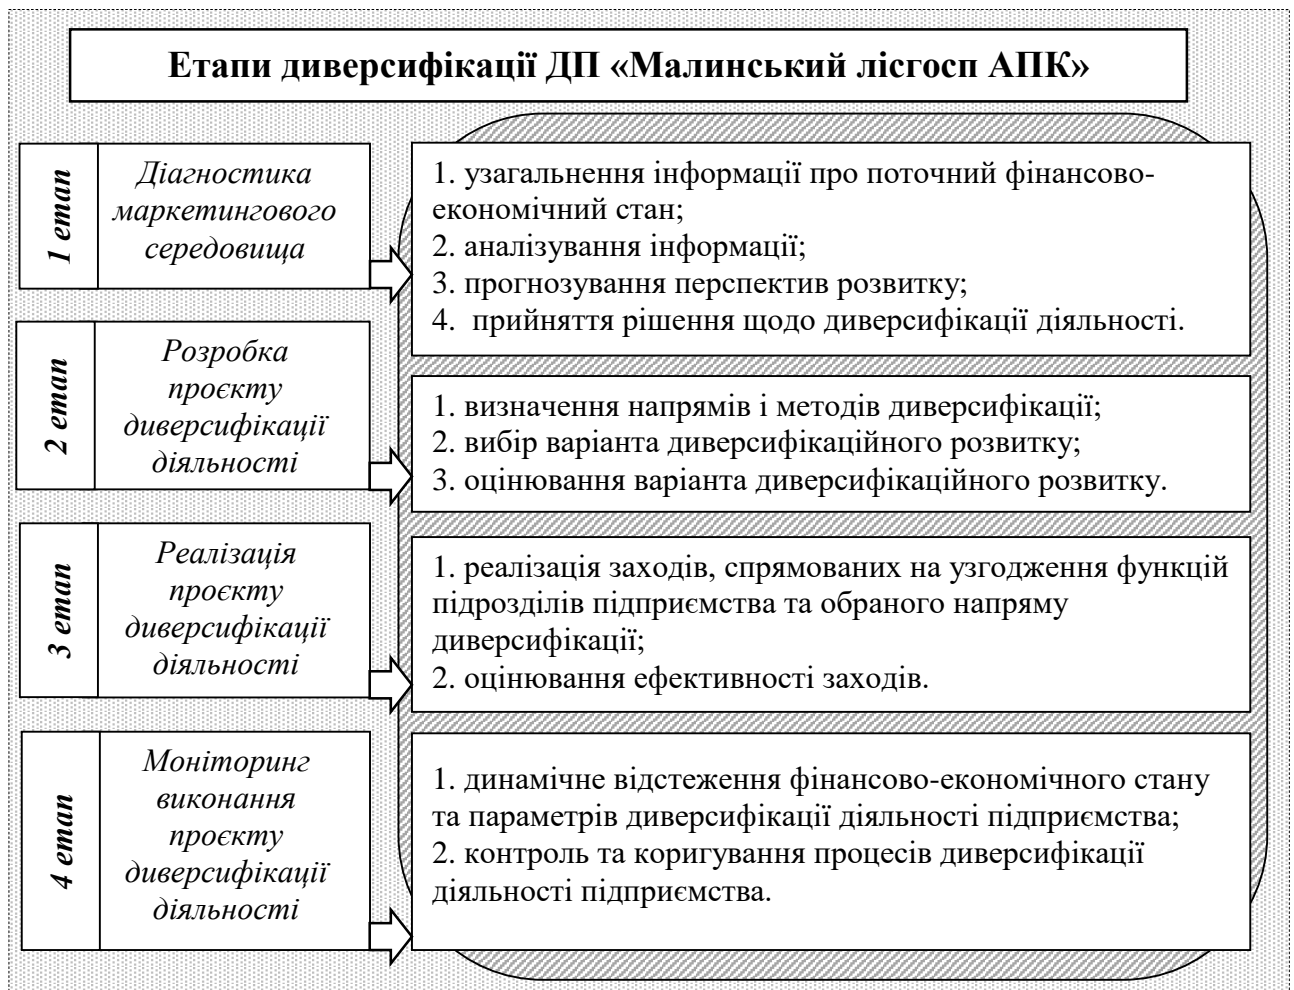 Етапи диверсифікації ДП «Малинський лісгосп АПК»
1 етап
Діагностика
маркетингового
середовища
1. узагальнення інформації про поточний фінансово-
економічний стан;
2. аналізування інформації;
3. прогнозування перспектив розвитку;
4. прийняття рішення щодо диверсифікації діяльності.
2 етап
Розробка
проєкту
диверсифікації
діяльності
1. визначення напрямів і методів диверсифікації;
2. вибір варіанта диверсифікаційного розвитку;
3. оцінювання варіанта диверсифікаційного розвитку.
3 етап
Реалізація
проєкту
диверсифікації
діяльності
1. реалізація заходів, спрямованих на узгодження функцій
підрозділів підприємства та обраного напряму
диверсифікації;
2. оцінювання ефективності заходів.
4 етап
Моніторинг
виконання
проєкту
диверсифікації
діяльності
1. динамічне відстеження фінансово-економічного стану
та параметрів диверсифікації діяльності підприємства;
2. контроль та коригування процесів диверсифікації
діяльності підприємства.